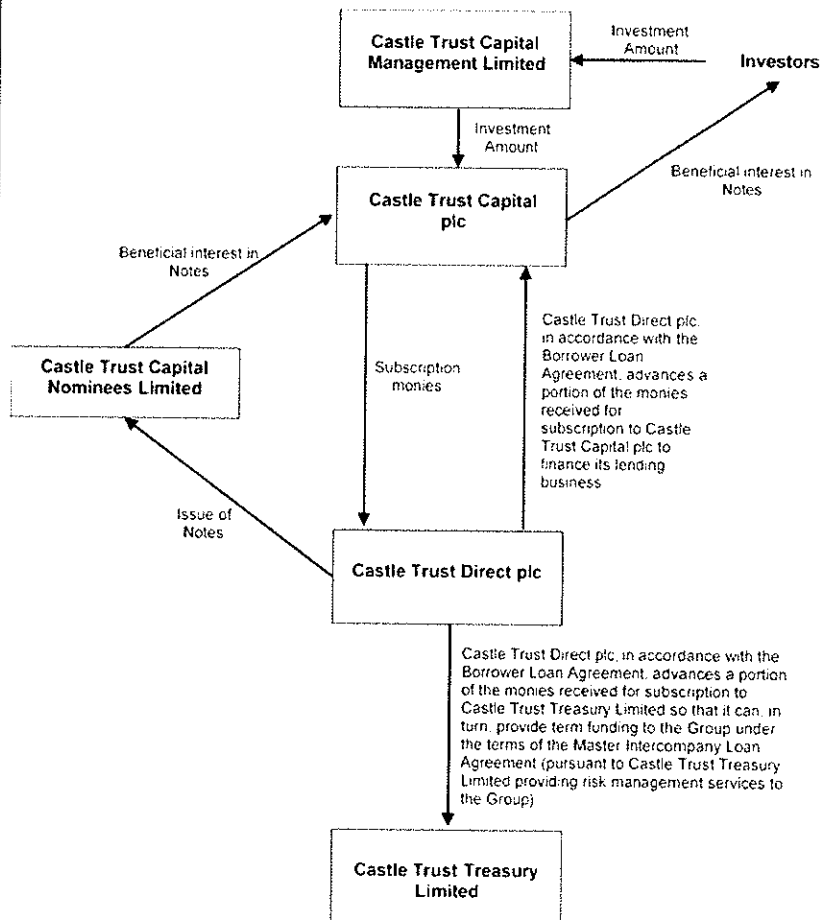 Castle Trust Capital
Management Limited
Investment
Amount
Investors
Investment
Amount
Beneficial interest in
Notes
Castle Trust Capital
plc
Beneficial interest in
Notes
Castle Trust Capital
Nominees Limited
Subscription
monies
Castle Trust Direct plc,
in accordance with the
Borrower Loan
Agreement, advances a
portion of the monies
received for
subscription to Castle
Trust Capital plc to
finance its lending
business
Issue of
Notes
Castle Trust Direct plc
Castle Trust Direct plc, in accordance with the
Borrower Loan Agreement, advances a portion
of the monies received for subscription to
Castle Trust Treasury Limited so that it can, in
turn, provide term funding to the Group under
the terms of the Master Intercompany Loan
Agreement (pursuant to Castle Trust Treasury
Limited providing risk management services to
the Group)
Castle Trust Treasury
Limited